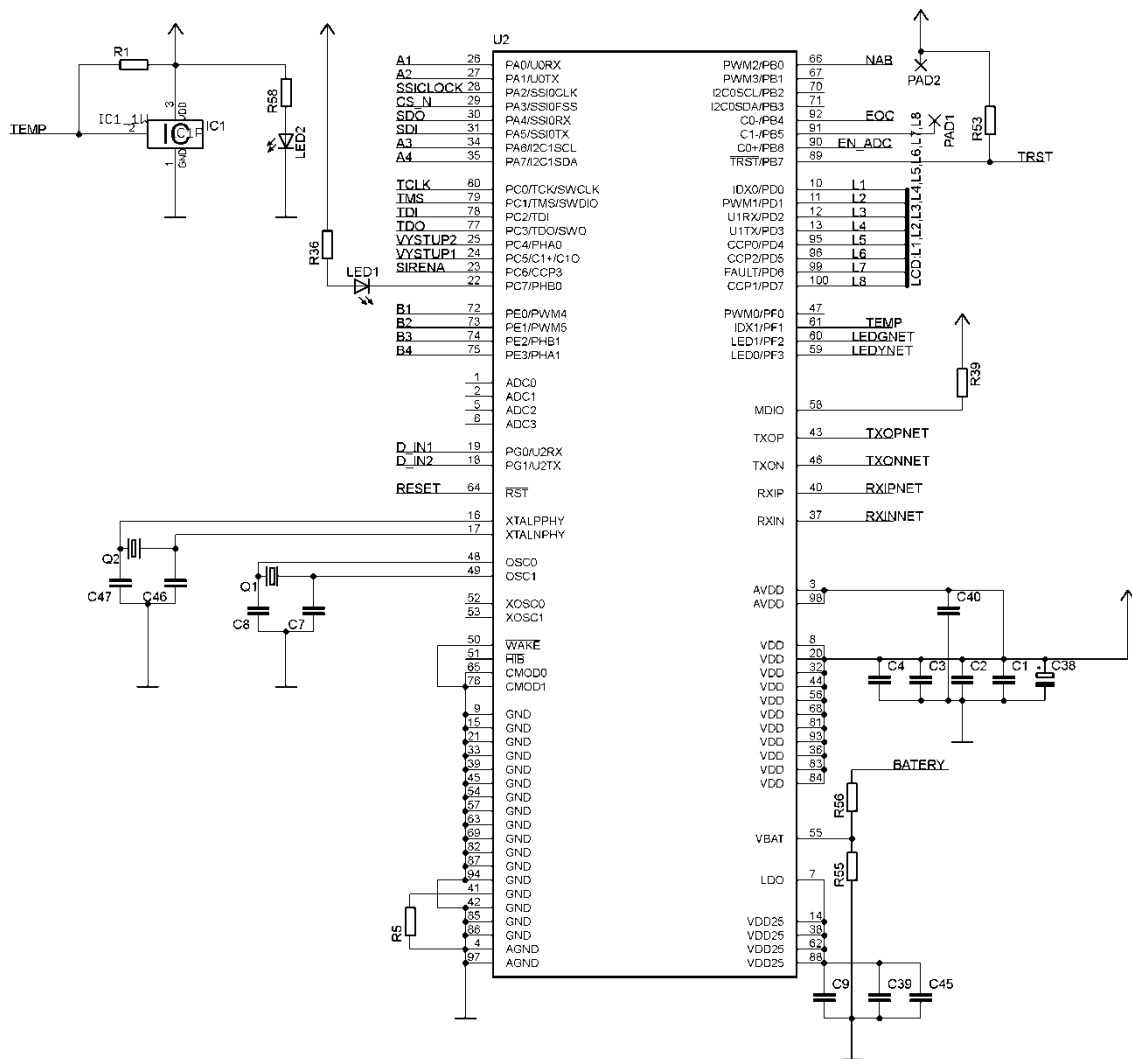 U2
A1 26 PA0/U0RX
A2 27 PA1/U0TX
SSICLOCK 28 PA2/SSI0CLK
CS_N 29 PA3/SSI0FSS
SDO 30 PA4/SSI0RX
SDI 31 PA5/SSI0TX
A3 34 PA6/I2C1SCL
A4 35 PA7/I2C1SDA
TCLK 80 PC0/TCK/SWCLK
TMS 79 PC1/TMS/SWDIO
TDI 78 PC2/TDI
TDO 77 PC3/TDO/SWO
VYSTUP2 25 PC4/PHA0
VYSTUP1 24 PC5/C1+/C1O
SIRENA 23 PC6/CCP3
22 PC7/PHB0
B1 72 PE0/PWM4
B2 73 PE1/PWM5
B3 74 PE2/PHB1
B4 75 PE3/PHA1
1 ADC0
2 ADC1
5 ADC2
6 ADC3
D_IN1 19 PG0/U2RX
D_IN2 18 PG1/U2TX
RESET 64 RST
16 XTALPPHY
17 XTALNPHY
48 OSC0
49 OSC1
52 XOSC0
53 XOSC1
50 WAKE
51 HIB
65 CMOD0
76 CMOD1
9 GND
15 GND
21 GND
33 GND
39 GND
45 GND
54 GND
57 GND
63 GND
69 GND
82 GND
87 GND
94 GND
41 GND
42 GND
85 GND
86 GND
4 AGND
97 AGND
PWM2/PB0 66 NAB
PWM3/PB1 67
I2C0SCL/PB2 70
I2C0SDA/PB3 71
C0-/PB4 92 EOC
C1-/PB5 91
C0+/PB6 90 EN_ADC
TRST/PB7 89 TRST
IDX0/PD0 10 L1
PWM1/PD1 11 L2
U1RX/PD2 12 L3
U1TX/PD3 13 L4
CCP0/PD4 95 L5
CCP2/PD5 96 L6
FAULT/PD6 99 L7
CCP1/PD7 100 L8
LCD:L1,L2,L3,L4,L5,L6,L7,L8
PWM0/PF0 47
IDX1/PF1 61 TEMP
LED1/PF2 60 LEDGNET
LED0/PF3 59 LEDYNET
MDIO 58
TXOP 43 TXOPNET
TXON 46 TXONNET
RXIP 40 RXIPNET
RXIN 37 RXINNET
AVDD 3
AVDD 98
VDD 8
VDD 20
VDD 32
VDD 44
VDD 56
VDD 68
VDD 81
VDD 93
VDD 36
VDD 83
VDD 84
BATERY
VBAT 55
LDO 7
VDD25 14
VDD25 38
VDD25 62
VDD25 88
R1
TEMP
IC1_1W
2
3
VDD
IC
IC1
1
GND
R58
LED2
R36
LED1
PAD2
PAD1
R53
R39
Q2
C47
C46
Q1
C8
C7
R5
C40
C4
C3
C2
C1
C38
R56
R55
C9
C39
C45